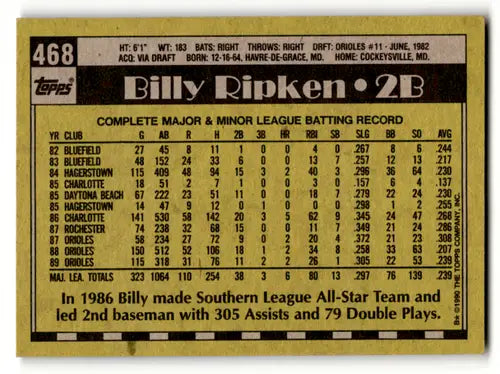 468
HT: 6'1" WT: 183 BATS: RIGHT THROWS: RIGHT DRFT: ORIOLES #11 - JUNE, 1982
ACQ: VIA DRAFT BORN: 12-16-64, HAVRE-DE-GRACE, MD. HOME: COCKEYSVILLE, MD.
Topps
Billy Ripken • 2B
COMPLETE MAJOR & MINOR LEAGUE BATTING RECORD
YR CLUB G AB R H 2B 3B HR RBI SB SLG BB SO AVG
82 BLUEFIELD 27 45 8 11 1 0 0 4 0 .267 8 6 .244
83 BLUEFIELD 48 152 24 33 6 0 0 13 7 .257 12 13 .217
84 HAGERSTOWN 115 409 48 94 15 3 2 40 3 .296 36 64 .230
85 CHARLOTTE 18 51 2 7 1 0 0 3 0 .157 6 4 .137
85 DAYTONA BEACH 67 222 23 51 11 0 0 18 7 .279 22 24 .230
85 HAGERSTOWN 14 47 9 12 0 1 0 0 0 .298 1 2 .255
86 CHARLOTTE 141 530 58 142 20 3 5 62 9 .345 24 47 .268
87 ROCHESTER 74 238 32 68 15 0 0 11 7 .349 21 24 .286
87 ORIOLES 58 234 27 72 9 0 2 20 4 .372 21 23 .308
88 ORIOLES 150 512 52 106 18 1 2 34 8 .258 33 63 .207
89 ORIOLES 115 318 31 76 11 2 2 26 1 .305 22 53 .239
MAJ. LEA. TOTALS 323 1064 110 254 38 3 6 80 13 .297 76 139 .239
In 1986 Billy made Southern League All-Star Team and
led 2nd baseman with 305 Assists and 79 Double Plays.
B* ©1990 THE TOPPS COMPANY, INC.